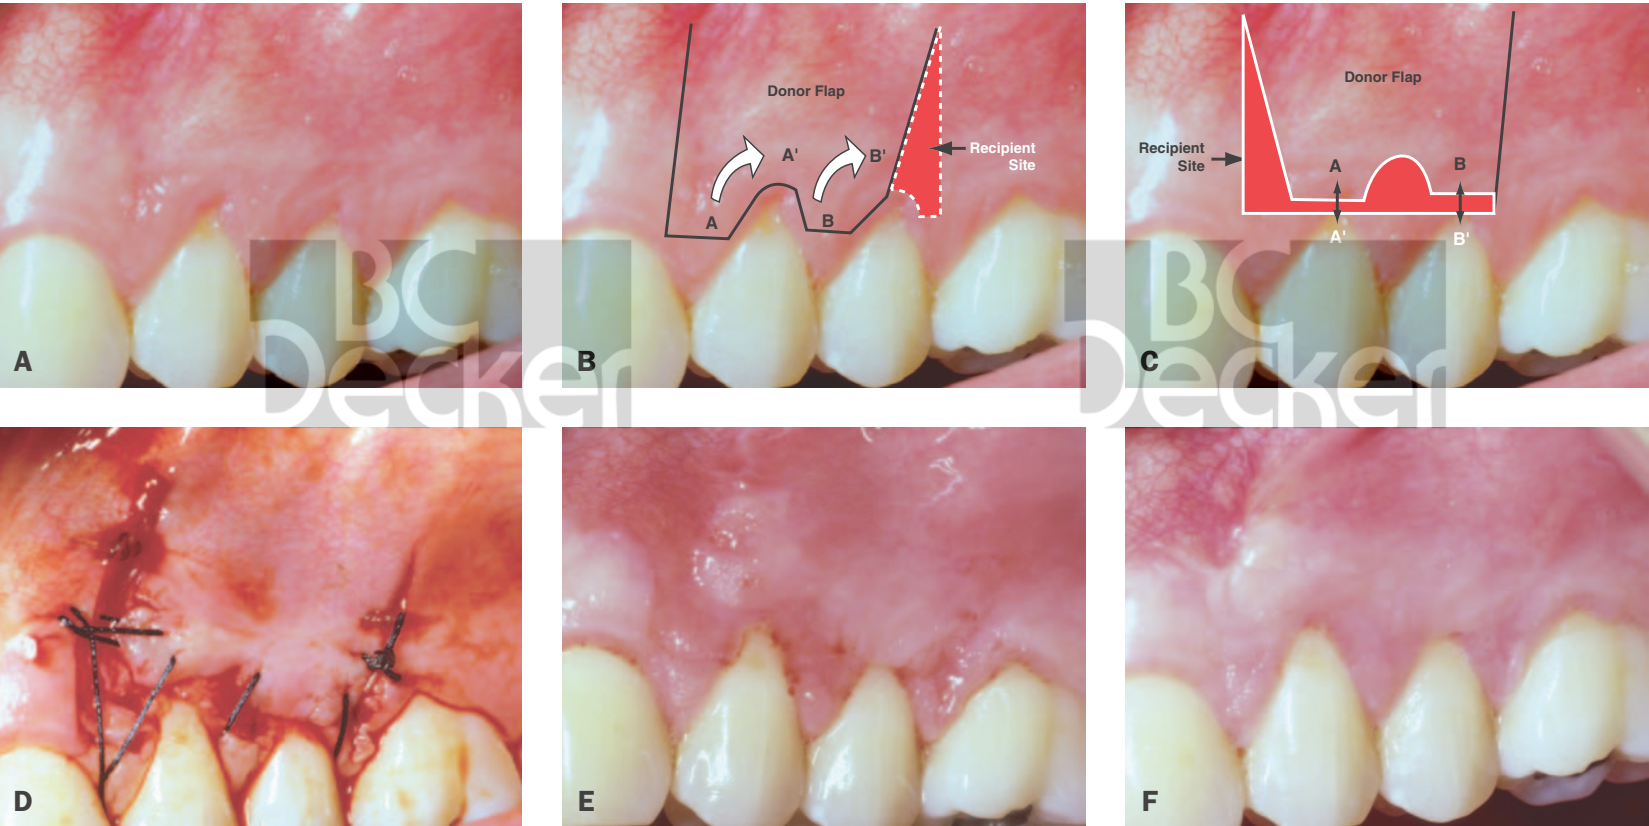 A
Donor Flap
A'
B'
Recipient
Site
A
B
B
Donor Flap
Recipient
Site
A
B
A'
B'
C
BC
Decker
BC
Decker
D
E
F